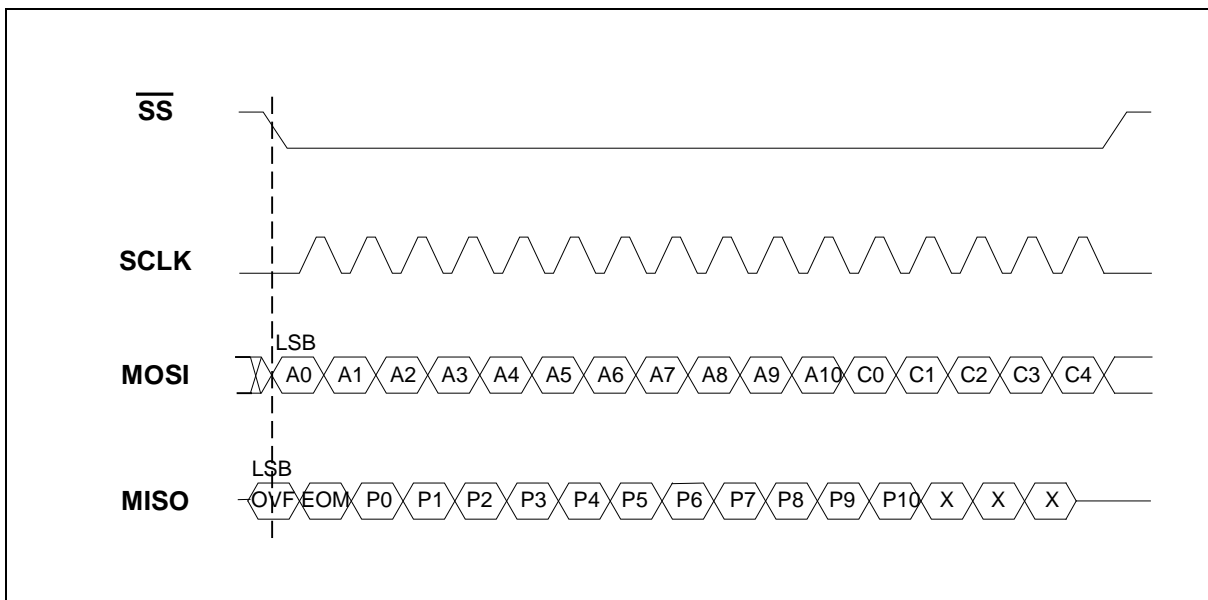 SS
SCLK
LSB
MOSI A0 A1 A2 A3 A4 A5 A6 A7 A8 A9 A10 C0 C1 C2 C3 C4
LSB
MISO OVF EOM P0 P1 P2 P3 P4 P5 P6 P7 P8 P9 P10 X X X